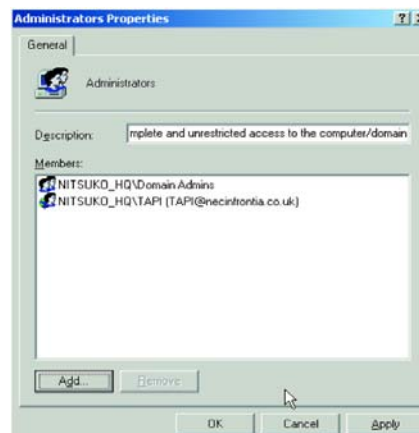 Administrators Properties
General
Administrators
Description:
mplete and unrestricted access to the computer/domain
Members:
NITSUKO_HQ\Domain Admins
NITSUKO_HQ\TAPI (TAPI@necinfrontia.co.uk)
Add...
Remove
OK
Cancel
Apply